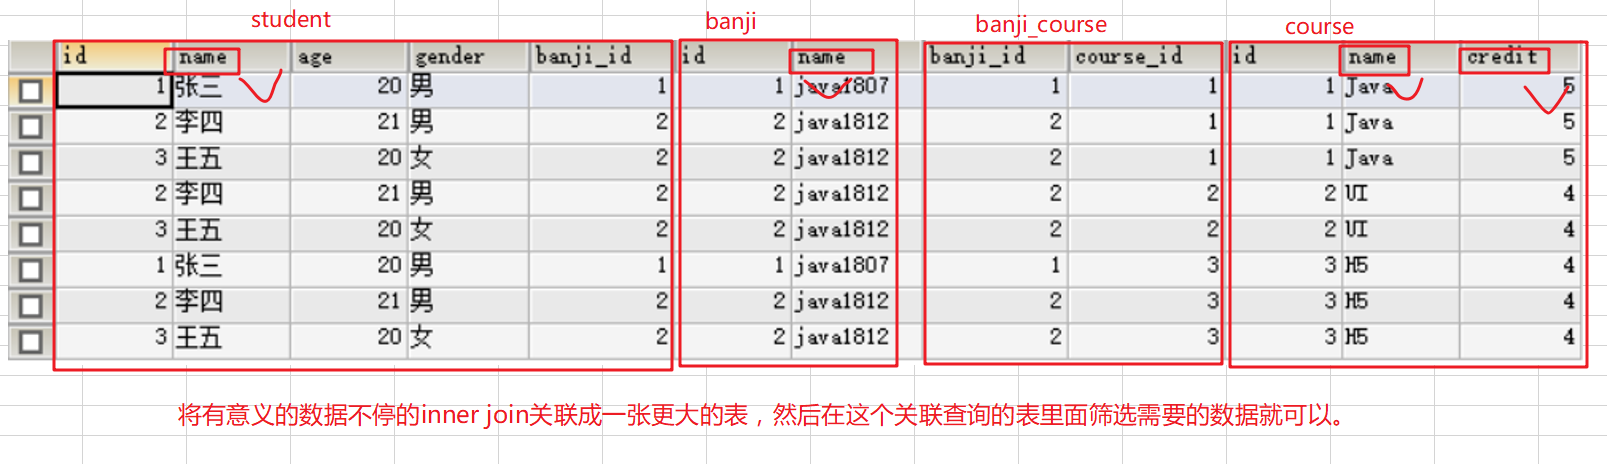 student banji banji_course course
id name age gender banji_id id name banji_id course_id id name credit
1 张三 20 男 1 1 java1807 1 1 1 Java 5
2 李四 21 男 2 2 java1812 2 1 1 Java 5
3 王五 20 女 2 2 java1812 2 1 1 Java 5
2 李四 21 男 2 2 java1812 2 2 2 UI 4
3 王五 20 女 2 2 java1812 2 2 2 UI 4
1 张三 20 男 1 1 java1807 1 3 3 H5 4
2 李四 21 男 2 2 java1812 2 3 3 H5 4
3 王五 20 女 2 2 java1812 2 3 3 H5 4
将有意义的数据不停的inner join关联成一张更大的表，然后在这个关联查询的表里面筛选需要的数据就可以。